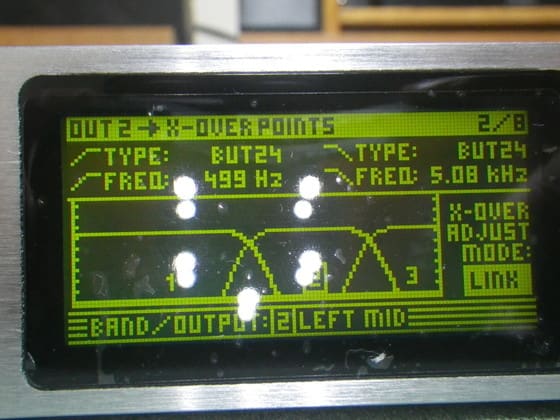 OUT 2 → X-OVER POINTS 2/8
TYPE: BUT24 TYPE: BUT24
FREQ: 499 Hz FREQ: 5.08 kHz
X-OVER
ADJUST
MODE:
LINK
1 2 3
BAND/OUTPUT: 2 LEFT MID